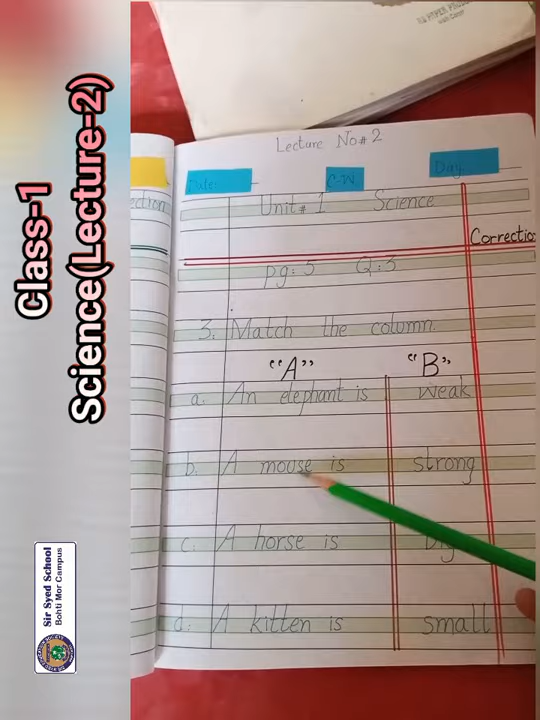 Class-1
Science(Lecture-2)
Sir Syed School
Bohti Mor Campus
Lecture No# 2
Date: C-W Day:
Unit# 1 Science
Correctio
pg: 5 Q:3
3. Match the column.
"A" "B"
a. An elephant is weak
b. A mouse is strong
c. A horse is
d. A kitten is small